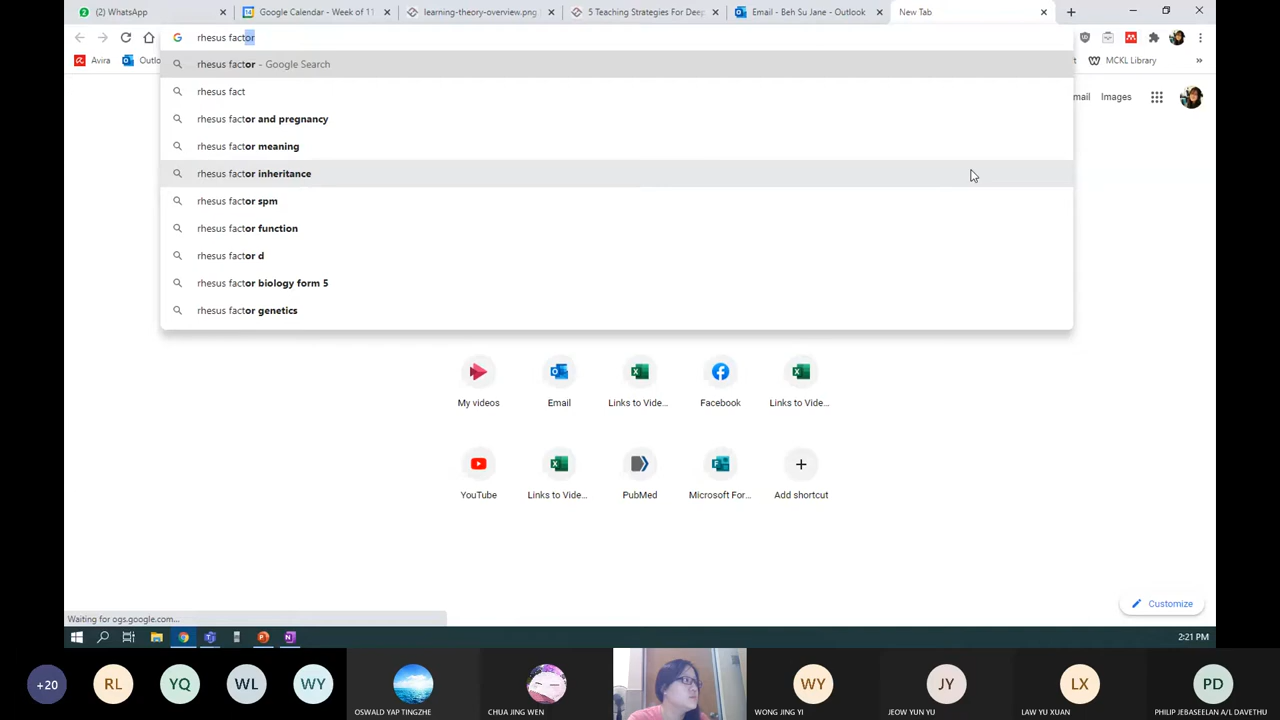 (2) WhatsApp
Google Calendar - Week of 11
learning-theory-overview.png
5 Teaching Strategies For Deep
Email - Beh Su Jane - Outlook
New Tab
rhesus factor
Avira
Outlo
MCKL Library
rhesus factor - Google Search
rhesus fact
rhesus factor and pregnancy
rhesus factor meaning
rhesus factor inheritance
rhesus factor spm
rhesus factor function
rhesus factor d
rhesus factor biology form 5
rhesus factor genetics
mail
Images
My videos
Email
Links to Vide...
Facebook
Links to Vide...
YouTube
Links to Vide...
PubMed
Microsoft For...
Add shortcut
Customize
Waiting for ogs.google.com...
2:21 PM
+20
RL
YQ
WL
WY
OSWALD YAP TINGZHE
CHUA JING WEN
WY
WONG JING YI
JY
JEOW YUN YU
LX
LAW YU XUAN
PD
PHILIP JEBASEELAN A/L DAVETHU